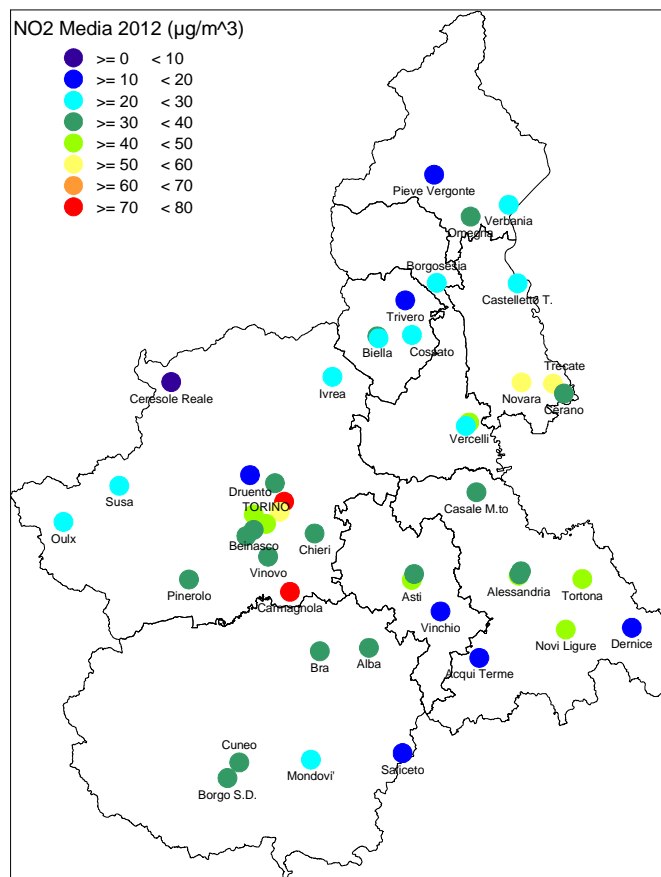 NO2 Media 2012 (µg/m^3)
>= 0 < 10
>= 10 < 20
>= 20 < 30
>= 30 < 40
>= 40 < 50
>= 50 < 60
>= 60 < 70
>= 70 < 80
Pieve Vergonte
Verbania
Omegna
Borgosesia
Castelletto T.
Trivero
Biella
Cossato
Trecate
Ivrea
Novara
Ceresole Reale
Cerano
Vercelli
Druento
Susa
TORINO
Casale M.to
Oulx
Beinasco
Chieri
Vinovo
Pinerolo
Asti
Alessandria
Tortona
Carmagnola
Vinchio
Novi Ligure
Dernice
Bra
Alba
Acqui Terme
Cuneo
Mondovi'
Saliceto
Borgo S.D.